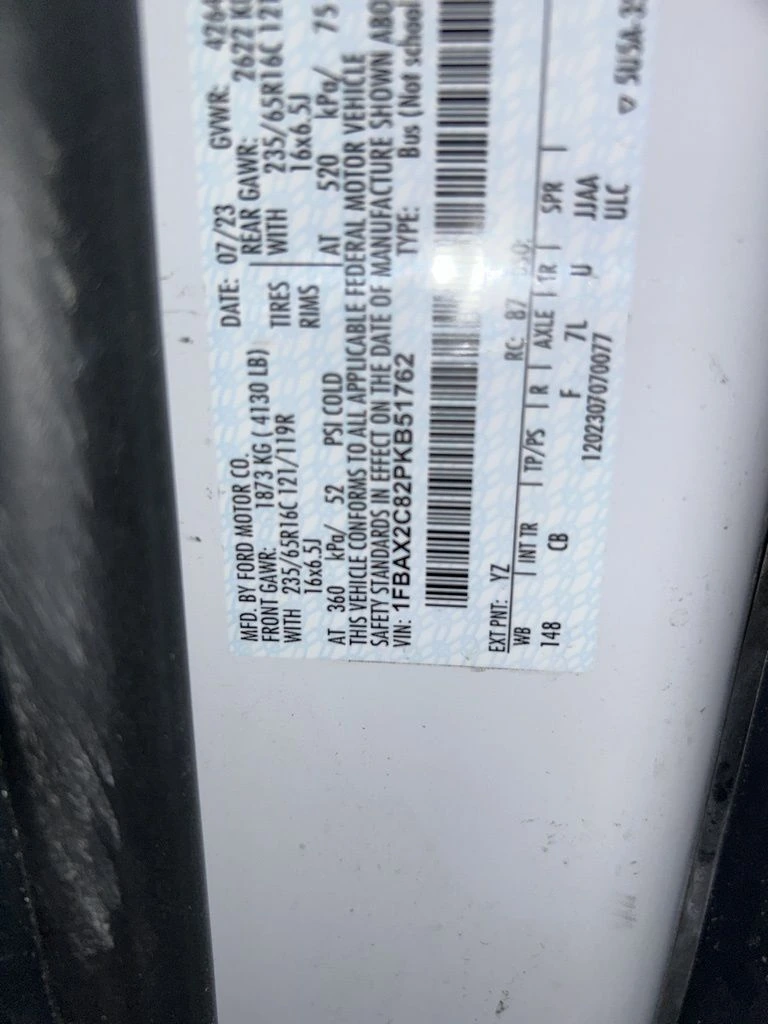 MFD. BY FORD MOTOR CO. DATE: 07/23 GVWR: 4264
FRONT GAWR: 1873 KG ( 4130 LB) REAR GAWR: 2622
WITH 235/65R16C 121/119R TIRES WITH 235/65R16C 121
16x6.5J RIMS 16x6.5J
AT 360 kPa/ 52 PSI COLD AT 520 kPa/ 75
THIS VEHICLE CONFORMS TO ALL APPLICABLE FEDERAL MOTOR VEHICLE
SAFETY STANDARDS IN EFFECT ON THE DATE OF MANUFACTURE SHOWN ABO
VIN: 1FBAX2C82PKB51762 TYPE: Bus (Not school
EXT PNT: YZ RC: 87
WB INT TR TP/PS R AXLE TR SPR
148 CB F 7L U JJAA
1202307070077 ULC